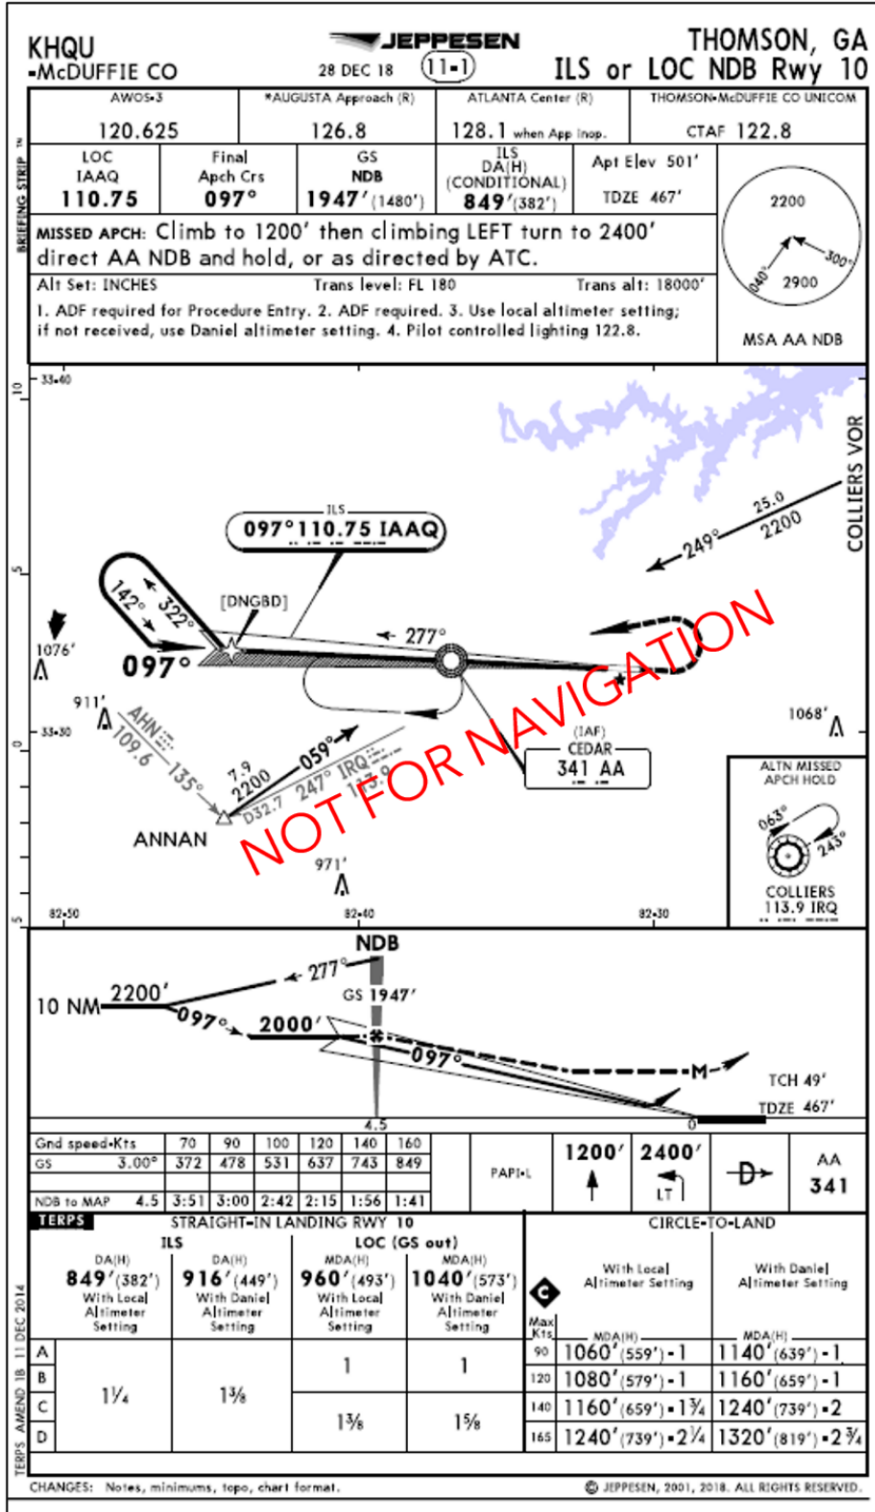 KHQU
-McDUFFIE CO
JEPPESEN
28 DEC 18
11-1
THOMSON, GA
ILS or LOC NDB Rwy 10
BRIEFING STRIP ™
AWOS-3
120.625
*AUGUSTA Approach (R)
126.8
ATLANTA Center (R)
128.1 when App Inop.
THOMSON-McDUFFIE CO UNICOM
CTAF 122.8
LOC
IAAQ
110.75
Final
Apch Crs
097°
GS
NDB
1947' (1480')
ILS
DA(H)
(CONDITIONAL)
849' (382')
Apt Elev 501'
TDZE 467'
MISSED APCH: Climb to 1200' then climbing LEFT turn to 2400'
direct AA NDB and hold, or as directed by ATC.
Alt Set: INCHES
Trans level: FL 180
Trans alt: 18000'
1. ADF required for Procedure Entry. 2. ADF required. 3. Use local altimeter setting;
if not received, use Daniel altimeter setting. 4. Pilot controlled lighting 122.8.
2200
300°
040°
2900
MSA AA NDB
33-40
10
COLLIERS VOR
25.0
249°
2200
ILS
097° 110.75 IAAQ
5
[DNGBD]
142°
322°
277°
097°
1076'
911'
33-30
0
AHN
109.6
135°
7.9
2200
059°
D32.7
247° IRQ
113.9
ANNAN
(IAF)
CEDAR
341 AA
1068'
971'
NOT FOR NAVIGATION
ALTN MISSED
APCH HOLD
063°
243°
COLLIERS
113.9 IRQ
5
82-50
82-40
82-30
NDB
277°
GS 1947'
10 NM
2200'
097°
2000'
097°
M
TCH 49'
TDZE 467'
4.5
0
Gnd speed-Kts 70 90 100 120 140 160
GS 3.00° 372 478 531 637 743 849
NDB to MAP 4.5 3:51 3:00 2:42 2:15 1:56 1:41
PAPI-L
1200'
2400'
LT
D
AA
341
TERPS
STRAIGHT-IN LANDING RWY 10
CIRCLE-TO-LAND
ILS
LOC (GS out)
DA(H)
849' (382')
With Local
Altimeter
Setting
DA(H)
916' (449')
With Daniel
Altimeter
Setting
MDA(H)
960' (493')
With Local
Altimeter
Setting
MDA(H)
1040' (573')
With Daniel
Altimeter
Setting
C
With Local
Altimeter Setting
With Daniel
Altimeter Setting
Max
Kts
MDA(H)
MDA(H)
A
B
C
D
1¼
1⅜
1
1
1⅜
1⅝
90 1060' (559') - 1 1140' (639') - 1
120 1080' (579') - 1 1160' (659') - 1
140 1160' (659') - 1¾ 1240' (739') - 2
165 1240' (739') - 2¼ 1320' (819') - 2¾
TERPS AMEND 1B 11 DEC 2014
CHANGES: Notes, minimums, topo, chart format.
© JEPPESEN, 2001, 2018. ALL RIGHTS RESERVED.